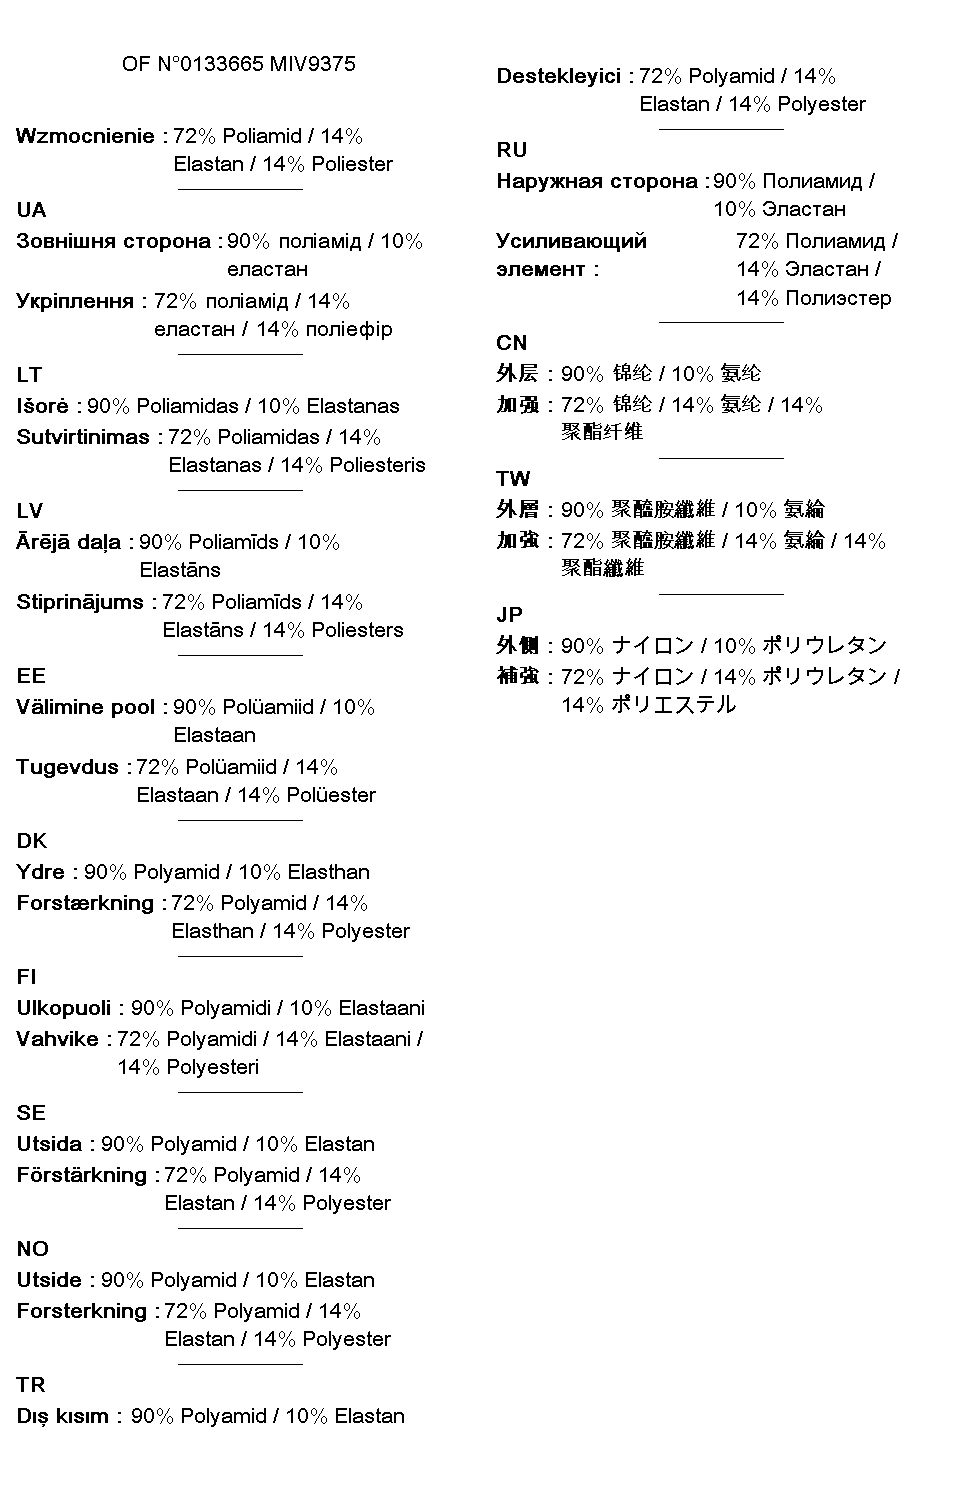 OF N°0133665 MIV9375
Wzmocnienie : 72% Poliamid / 14%
Elastan / 14% Poliester
UA
Зовнішня сторона : 90% поліамід / 10%
еластан
Укріплення : 72% поліамід / 14%
еластан / 14% поліефір
LT
Išorė : 90% Poliamidas / 10% Elastanas
Sutvirtinimas : 72% Poliamidas / 14%
Elastanas / 14% Poliesteris
LV
Ārējā daļa : 90% Poliamīds / 10%
Elastāns
Stiprinājums : 72% Poliamīds / 14%
Elastāns / 14% Poliesters
EE
Välimine pool : 90% Polüamiid / 10%
Elastaan
Tugevdus : 72% Polüamiid / 14%
Elastaan / 14% Polüester
DK
Ydre : 90% Polyamid / 10% Elasthan
Forstærkning : 72% Polyamid / 14%
Elasthan / 14% Polyester
FI
Ulkopuoli : 90% Polyamidi / 10% Elastaani
Vahvike : 72% Polyamidi / 14% Elastaani /
14% Polyesteri
SE
Utsida : 90% Polyamid / 10% Elastan
Förstärkning : 72% Polyamid / 14%
Elastan / 14% Polyester
NO
Utside : 90% Polyamid / 10% Elastan
Forsterkning : 72% Polyamid / 14%
Elastan / 14% Polyester
TR
Dış kısım : 90% Polyamid / 10% Elastan
Destekleyici : 72% Polyamid / 14%
Elastan / 14% Polyester
RU
Наружная сторона : 90% Полиамид /
10% Эластан
Усиливающий 72% Полиамид /
элемент : 14% Эластан /
14% Полиэстер
CN
外层 : 90% 锦纶 / 10% 氨纶
加强 : 72% 锦纶 / 14% 氨纶 / 14%
聚酯纤维
TW
外層 : 90% 聚醯胺纖維 / 10% 氨綸
加強 : 72% 聚醯胺纖維 / 14% 氨綸 / 14%
聚酯纖維
JP
外側 : 90% ナイロン / 10% ポリウレタン
補強 : 72% ナイロン / 14% ポリウレタン /
14% ポリエステル